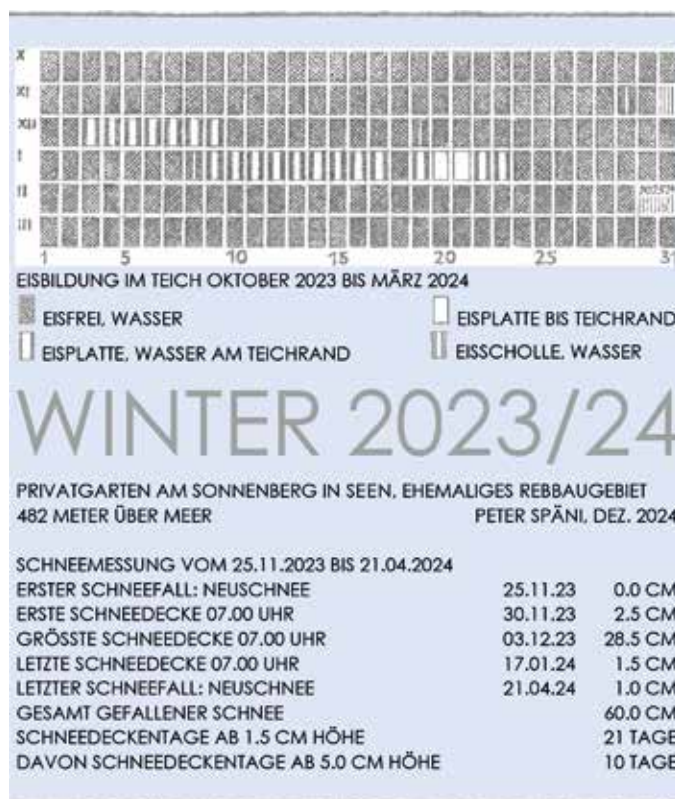 X
XI
XII
I
II
III
1 5 10 15 20 25 31
EISBILDUNG IM TEICH OKTOBER 2023 BIS MÄRZ 2024
EISFREI, WASSER EISPLATTE BIS TEICHRAND
EISPLATTE, WASSER AM TEICHRAND EISSCHOLLE, WASSER
WINTER 2023/24
PRIVATGARTEN AM SONNENBERG IN SEEN, EHEMALIGES REBBAUGEBIET
482 METER ÜBER MEER PETER SPÄNI, DEZ. 2024
SCHNEEMESSUNG VOM 25.11.2023 BIS 21.04.2024
ERSTER SCHNEEFALL: NEUSCHNEE 25.11.23 0.0 CM
ERSTE SCHNEEDECKE 07.00 UHR 30.11.23 2.5 CM
GRÖSSTE SCHNEEDECKE 07.00 UHR 03.12.23 28.5 CM
LETZTE SCHNEEDECKE 07.00 UHR 17.01.24 1.5 CM
LETZTER SCHNEEFALL: NEUSCHNEE 21.04.24 1.0 CM
GESAMT GEFALLENER SCHNEE 60.0 CM
SCHNEEDECKENTAGE AB 1.5 CM HÖHE 21 TAGE
DAVON SCHNEEDECKENTAGE AB 5.0 CM HÖHE 10 TAGE